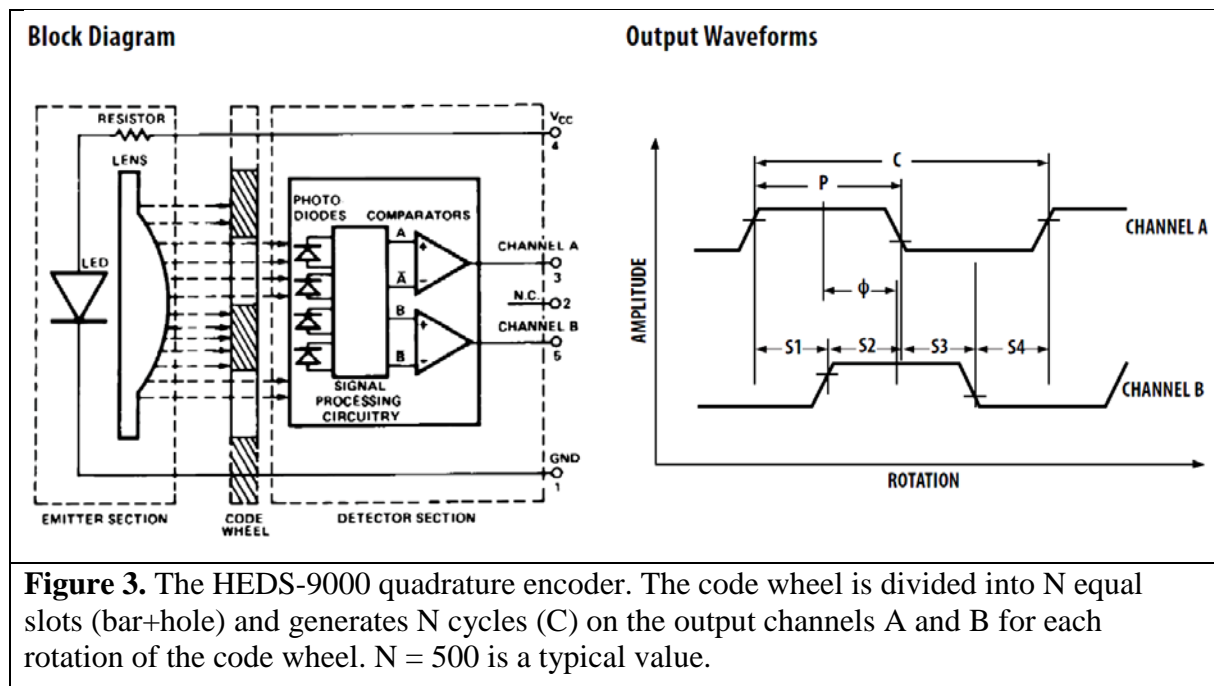 Block Diagram
RESISTOR
LENS
LED
PHOTO
DIODES
COMPARATORS
A
A̅
B
B̅
+
−
+
−
SIGNAL
PROCESSING
CIRCUITRY
VCC
4
CHANNEL A
3
N.C.
2
CHANNEL B
5
GND
1
EMITTER SECTION
CODE
WHEEL
DETECTOR SECTION
Output Waveforms
AMPLITUDE
C
P
CHANNEL A
ϕ
S1
S2
S3
S4
CHANNEL B
ROTATION
Figure 3. The HEDS-9000 quadrature encoder. The code wheel is divided into N equal
slots (bar+hole) and generates N cycles (C) on the output channels A and B for each
rotation of the code wheel. N = 500 is a typical value.